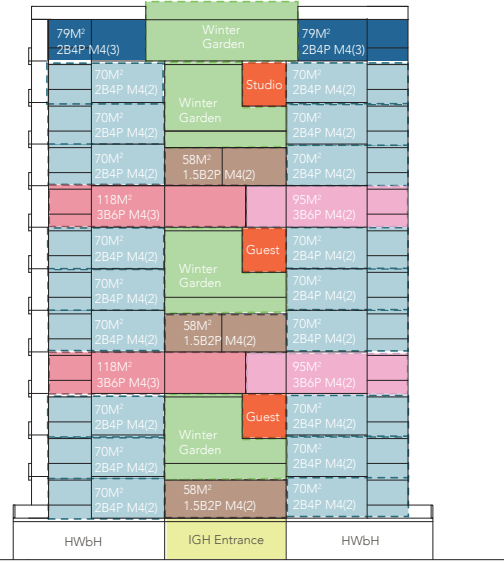 79M²
2B4P M4(3)
Winter
Garden
79M²
2B4P M4(3)
70M²
2B4P M4(2)
Winter
Garden
Studio
70M²
2B4P M4(2)
70M²
2B4P M4(2)
70M²
2B4P M4(2)
70M²
2B4P M4(2)
58M²
1.5B2P M4(2)
70M²
2B4P M4(2)
118M²
3B6P M4(3)
95M²
3B6P M4(2)
70M²
2B4P M4(2)
Winter
Garden
Guest
70M²
2B4P M4(2)
70M²
2B4P M4(2)
70M²
2B4P M4(2)
70M²
2B4P M4(2)
58M²
1.5B2P M4(2)
70M²
2B4P M4(2)
118M²
3B6P M4(3)
95M²
3B6P M4(2)
70M²
2B4P M4(2)
Winter
Garden
Guest
70M²
2B4P M4(2)
70M²
2B4P M4(2)
70M²
2B4P M4(2)
70M²
2B4P M4(2)
58M²
1.5B2P M4(2)
70M²
2B4P M4(2)
HWbH
IGH Entrance
HWbH